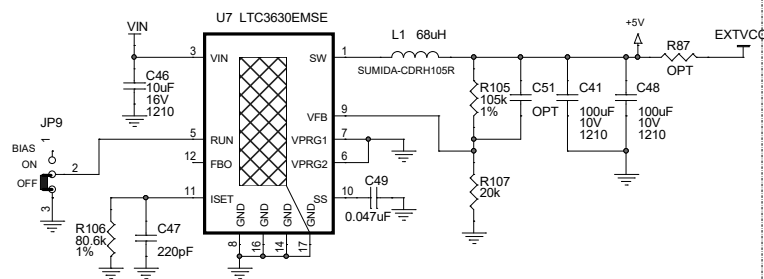 U7 LTC3630EMSE
VIN
3
VIN
SW
1
L1 68uH
SUMIDA-CDRH105R
+5V
R87
OPT
EXTVCC
C46
10uF
16V
1210
R105
105k
1%
C51
OPT
C41
100uF
10V
1210
C48
100uF
10V
1210
VFB
9
JP9
BIAS
1
ON
2
OFF
3
5
RUN
12
FBO
VPRG1
7
VPRG2
6
11
ISET
SS
10
C49
0.047uF
R107
20k
R106
80.6k
1%
C47
220pF
GND
GND
GND
GND
8
16
14
17